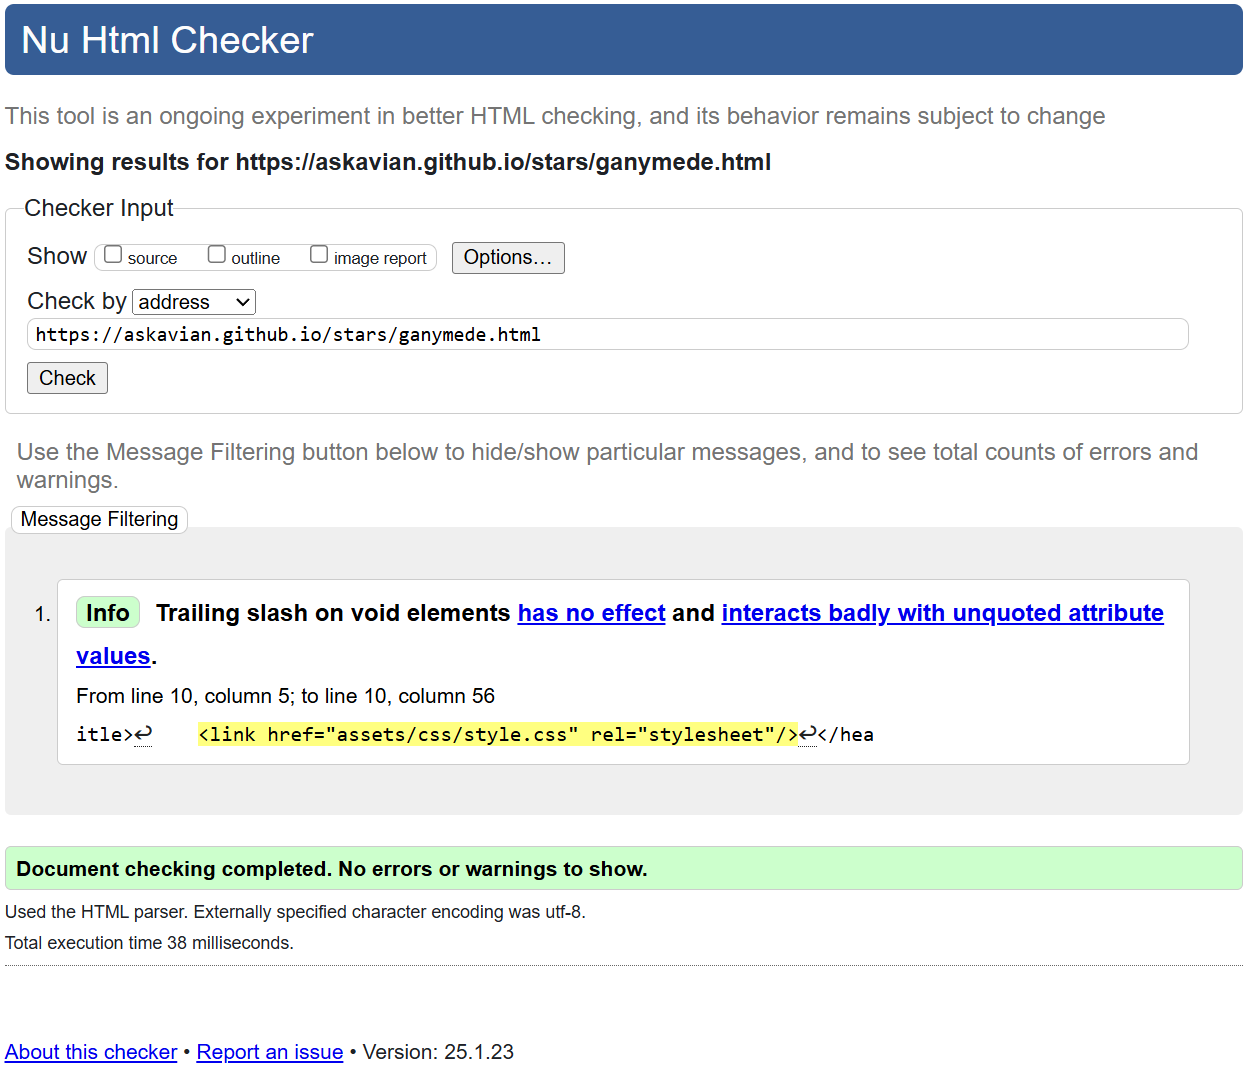 Nu Html Checker
This tool is an ongoing experiment in better HTML checking, and its behavior remains subject to change
Showing results for https://askavian.github.io/stars/ganymede.html
Checker Input
Show source outline image report Options...
Check by address
https://askavian.github.io/stars/ganymede.html
Check
Use the Message Filtering button below to hide/show particular messages, and to see total counts of errors and
warnings.
Message Filtering
1. Info Trailing slash on void elements has no effect and interacts badly with unquoted attribute
values.
From line 10, column 5; to line 10, column 56
itle>↩    <link href="assets/css/style.css" rel="stylesheet"/>↩</hea
Document checking completed. No errors or warnings to show.
Used the HTML parser. Externally specified character encoding was utf-8.
Total execution time 38 milliseconds.
About this checker • Report an issue • Version: 25.1.23